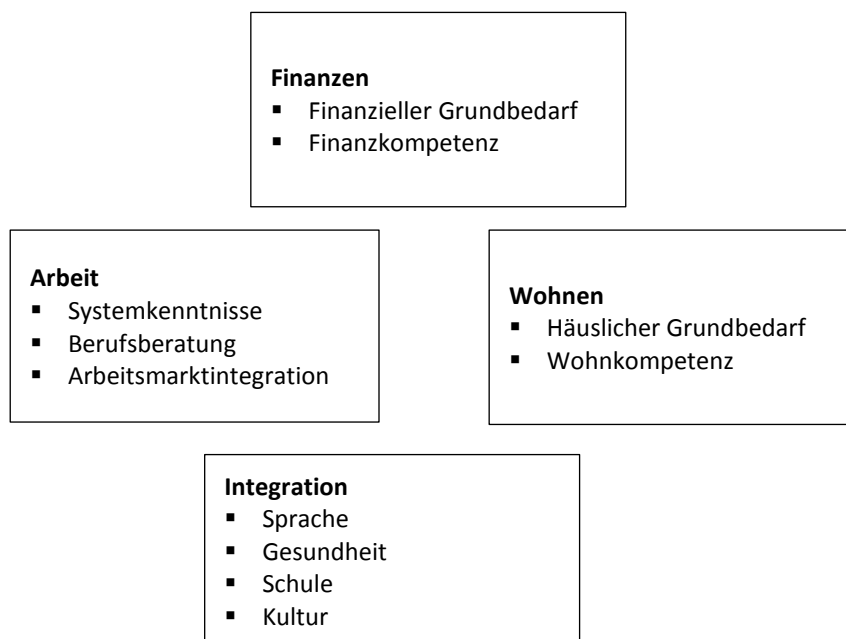 Finanzen
▪ Finanzieller Grundbedarf
▪ Finanzkompetenz
Arbeit
▪ Systemkenntnisse
▪ Berufsberatung
▪ Arbeitsmarktintegration
Wohnen
▪ Häuslicher Grundbedarf
▪ Wohnkompetenz
Integration
▪ Sprache
▪ Gesundheit
▪ Schule
▪ Kultur